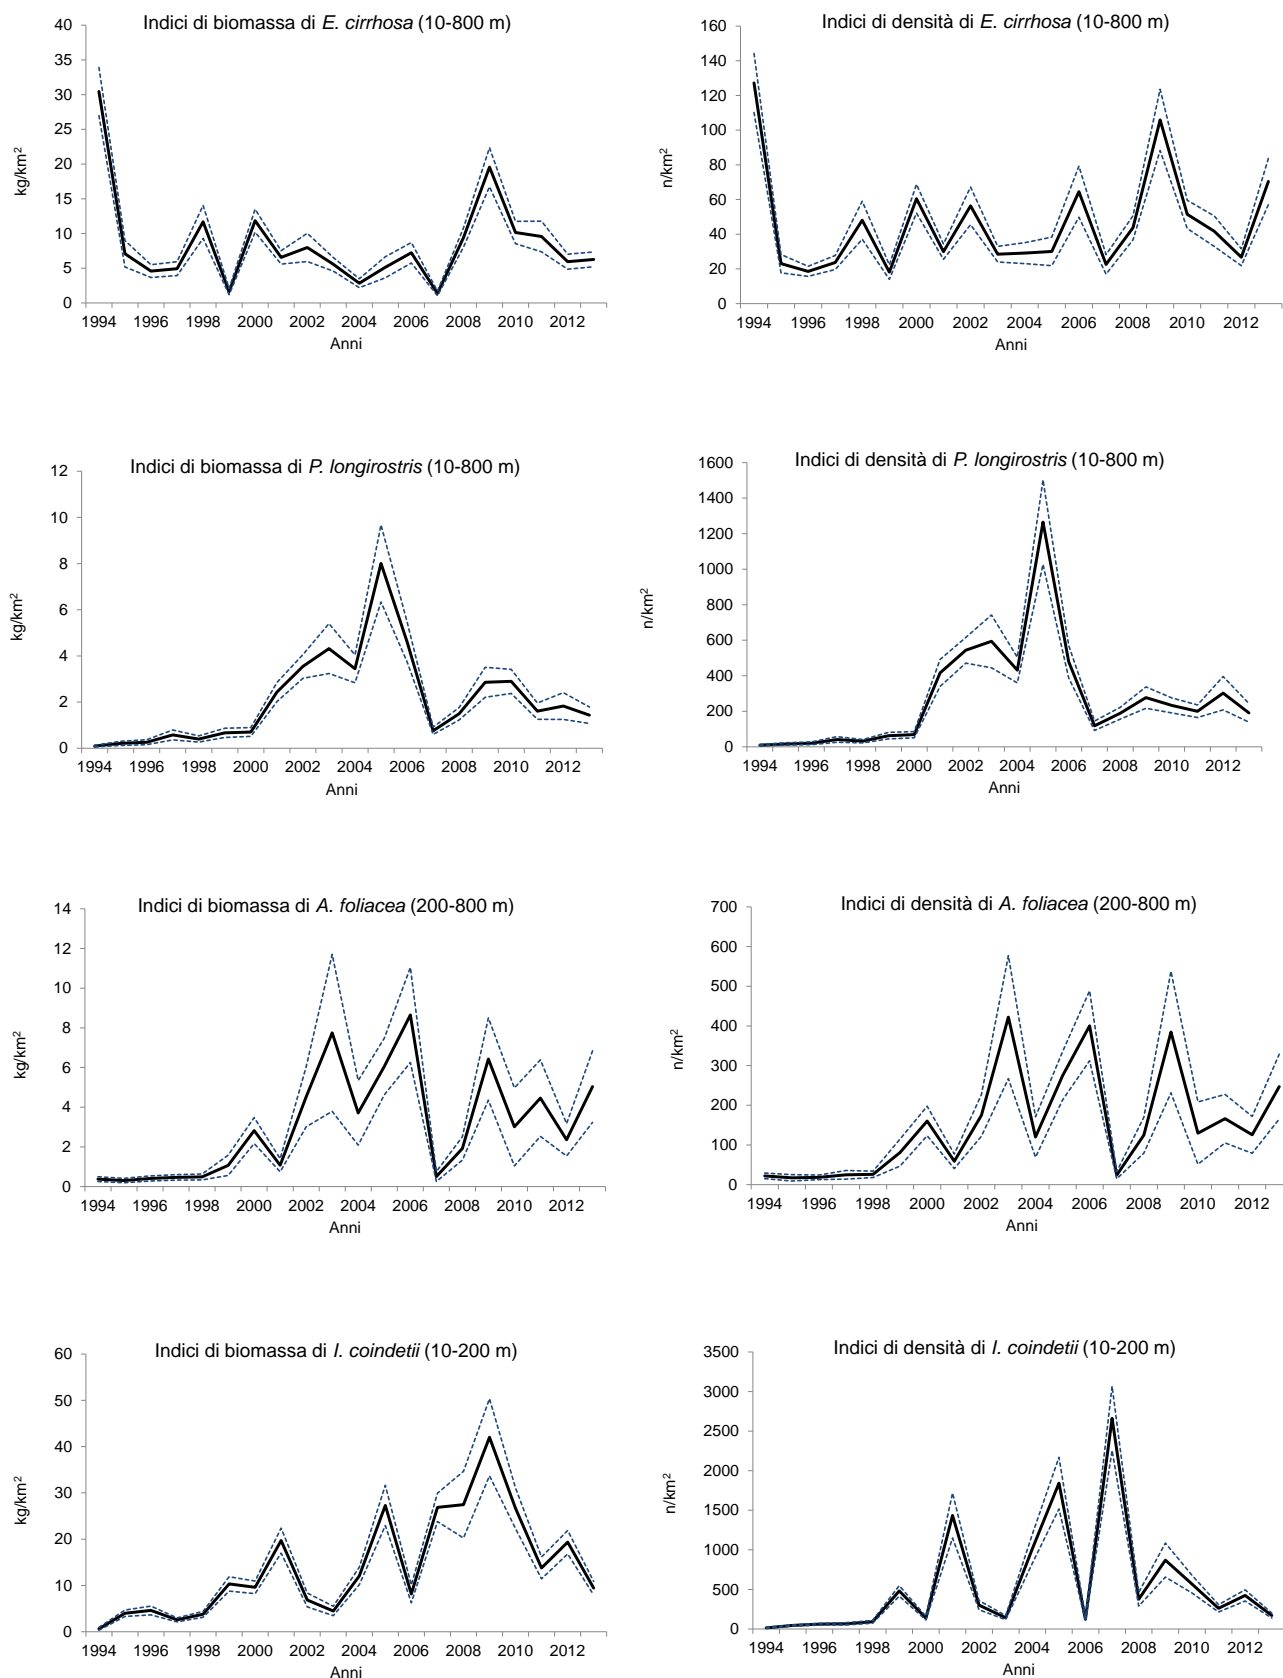 Indici di biomassa di E. cirrhosa (10-800 m)
40
35
30
25
20
15
10
5
0
kg/km²
1994 1996 1998 2000 2002 2004 2006 2008 2010 2012
Anni
Indici di densità di E. cirrhosa (10-800 m)
160
140
120
100
80
60
40
20
0
n/km²
1994 1996 1998 2000 2002 2004 2006 2008 2010 2012
Anni
Indici di biomassa di P. longirostris (10-800 m)
12
10
8
6
4
2
0
kg/km²
1994 1996 1998 2000 2002 2004 2006 2008 2010 2012
Anni
Indici di densità di P. longirostris (10-800 m)
1600
1400
1200
1000
800
600
400
200
0
n/km²
1994 1996 1998 2000 2002 2004 2006 2008 2010 2012
Anni
Indici di biomassa di A. foliacea (200-800 m)
14
12
10
8
6
4
2
0
kg/km²
1994 1996 1998 2000 2002 2004 2006 2008 2010 2012
Anni
Indici di densità di A. foliacea (200-800 m)
700
600
500
400
300
200
100
0
n/km²
1994 1996 1998 2000 2002 2004 2006 2008 2010 2012
Anni
Indici di biomassa di I. coindetii (10-200 m)
60
50
40
30
20
10
0
kg/km²
1994 1996 1998 2000 2002 2004 2006 2008 2010 2012
Anni
Indici di densità di I. coindetii (10-200 m)
3500
3000
2500
2000
1500
1000
500
0
n/km²
1994 1996 1998 2000 2002 2004 2006 2008 2010 2012
Anni